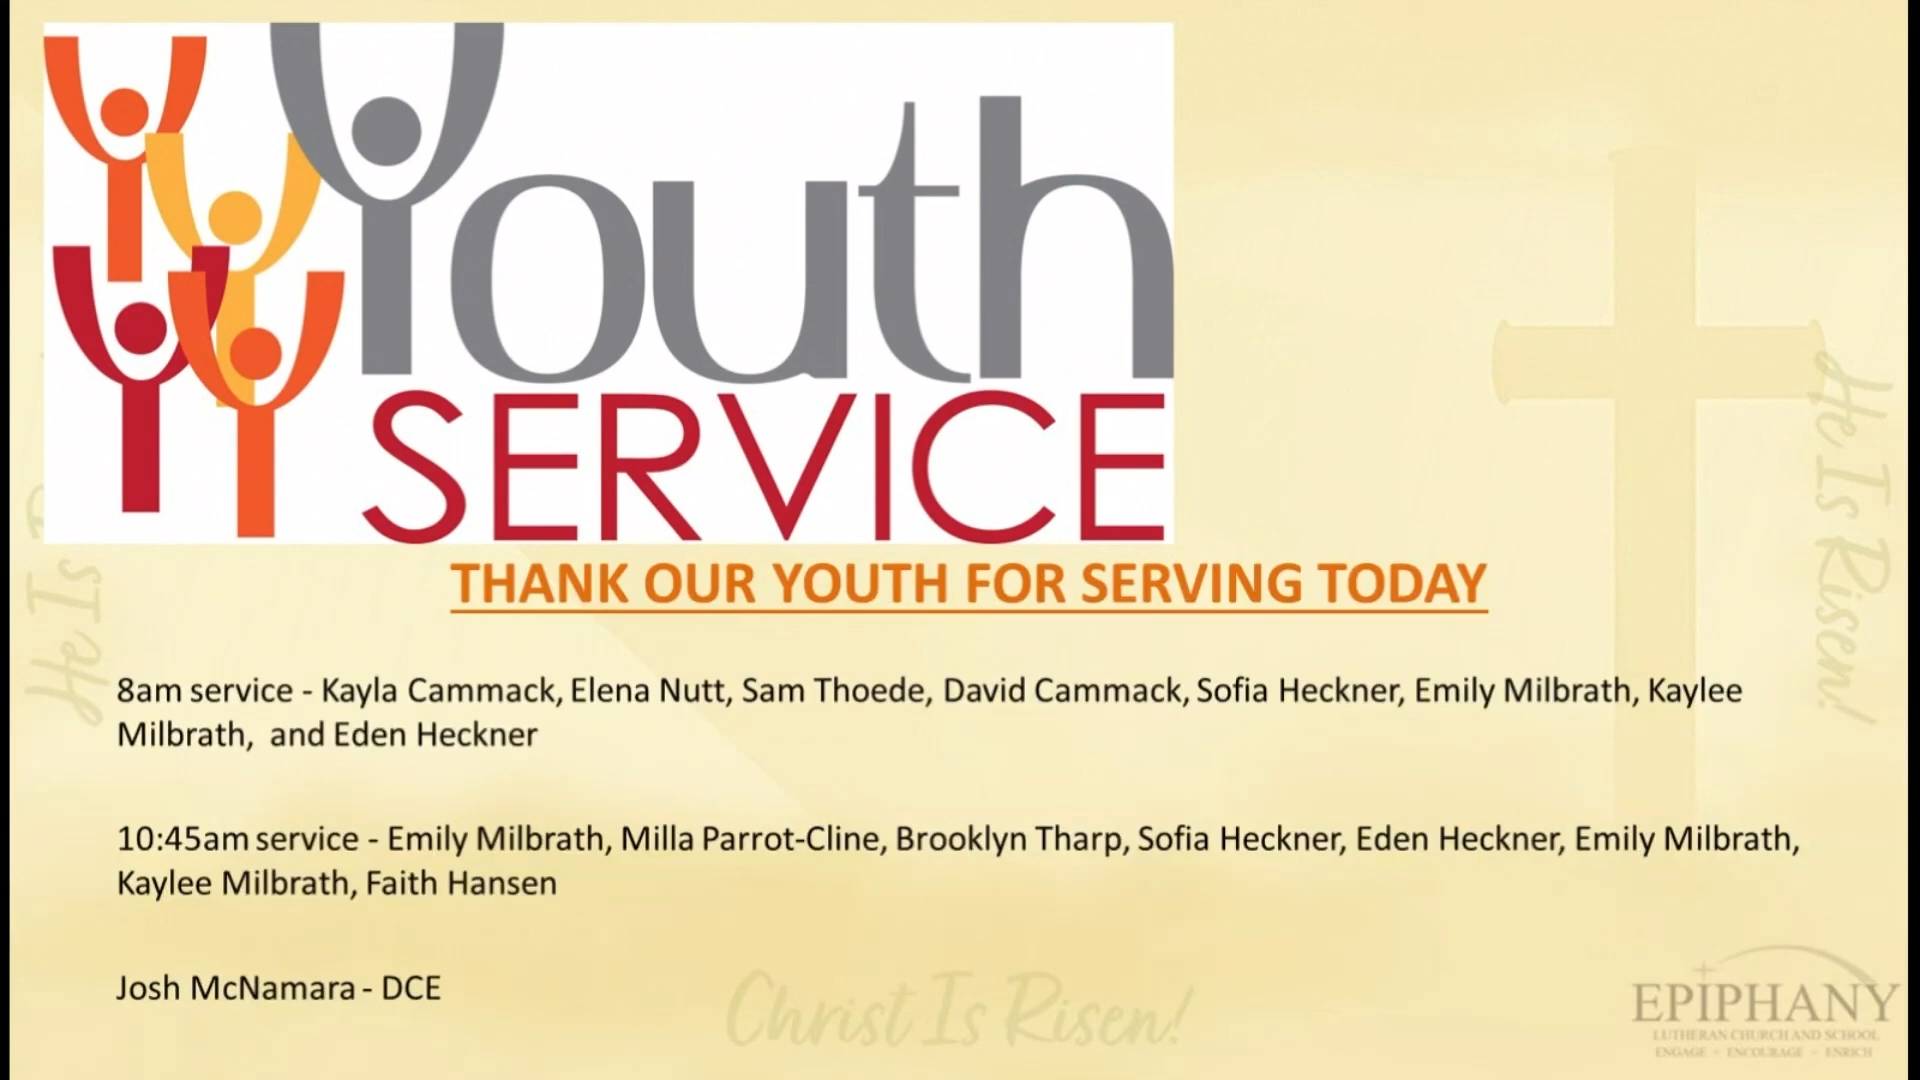 Youth
SERVICE
THANK OUR YOUTH FOR SERVING TODAY
8am service - Kayla Cammack, Elena Nutt, Sam Thoede, David Cammack, Sofia Heckner, Emily Milbrath, Kaylee
Milbrath, and Eden Heckner
10:45am service - Emily Milbrath, Milla Parrot-Cline, Brooklyn Tharp, Sofia Heckner, Eden Heckner, Emily Milbrath,
Kaylee Milbrath, Faith Hansen
Josh McNamara - DCE
He Is
He Is Risen!
Christ Is Risen!
EPIPHANY
LUTHERAN CHURCH AND SCHOOL
ENGAGE - ENCOURAGE - ENRICH